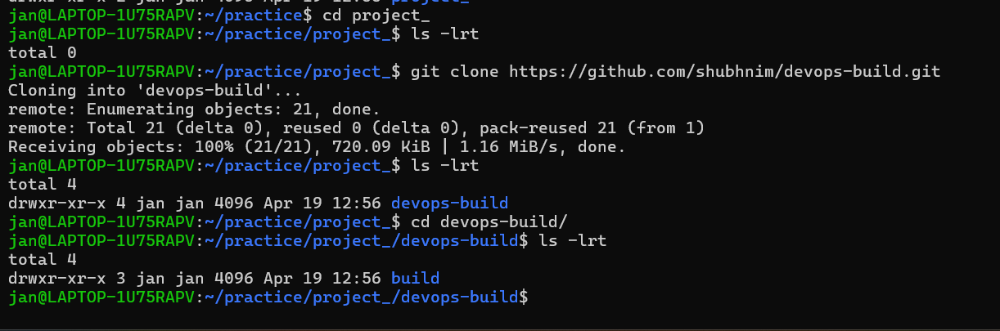 jan@LAPTOP-1U75RAPV:~/practice$ cd project_
jan@LAPTOP-1U75RAPV:~/practice/project_$ ls -lrt
total 0
jan@LAPTOP-1U75RAPV:~/practice/project_$ git clone https://github.com/shubhnim/devops-build.git
Cloning into 'devops-build'...
remote: Enumerating objects: 21, done.
remote: Total 21 (delta 0), reused 0 (delta 0), pack-reused 21 (from 1)
Receiving objects: 100% (21/21), 720.09 KiB | 1.16 MiB/s, done.
jan@LAPTOP-1U75RAPV:~/practice/project_$ ls -lrt
total 4
drwxr-xr-x 4 jan jan 4096 Apr 19 12:56 devops-build
jan@LAPTOP-1U75RAPV:~/practice/project_$ cd devops-build/
jan@LAPTOP-1U75RAPV:~/practice/project_/devops-build$ ls -lrt
total 4
drwxr-xr-x 3 jan jan 4096 Apr 19 12:56 build
jan@LAPTOP-1U75RAPV:~/practice/project_/devops-build$